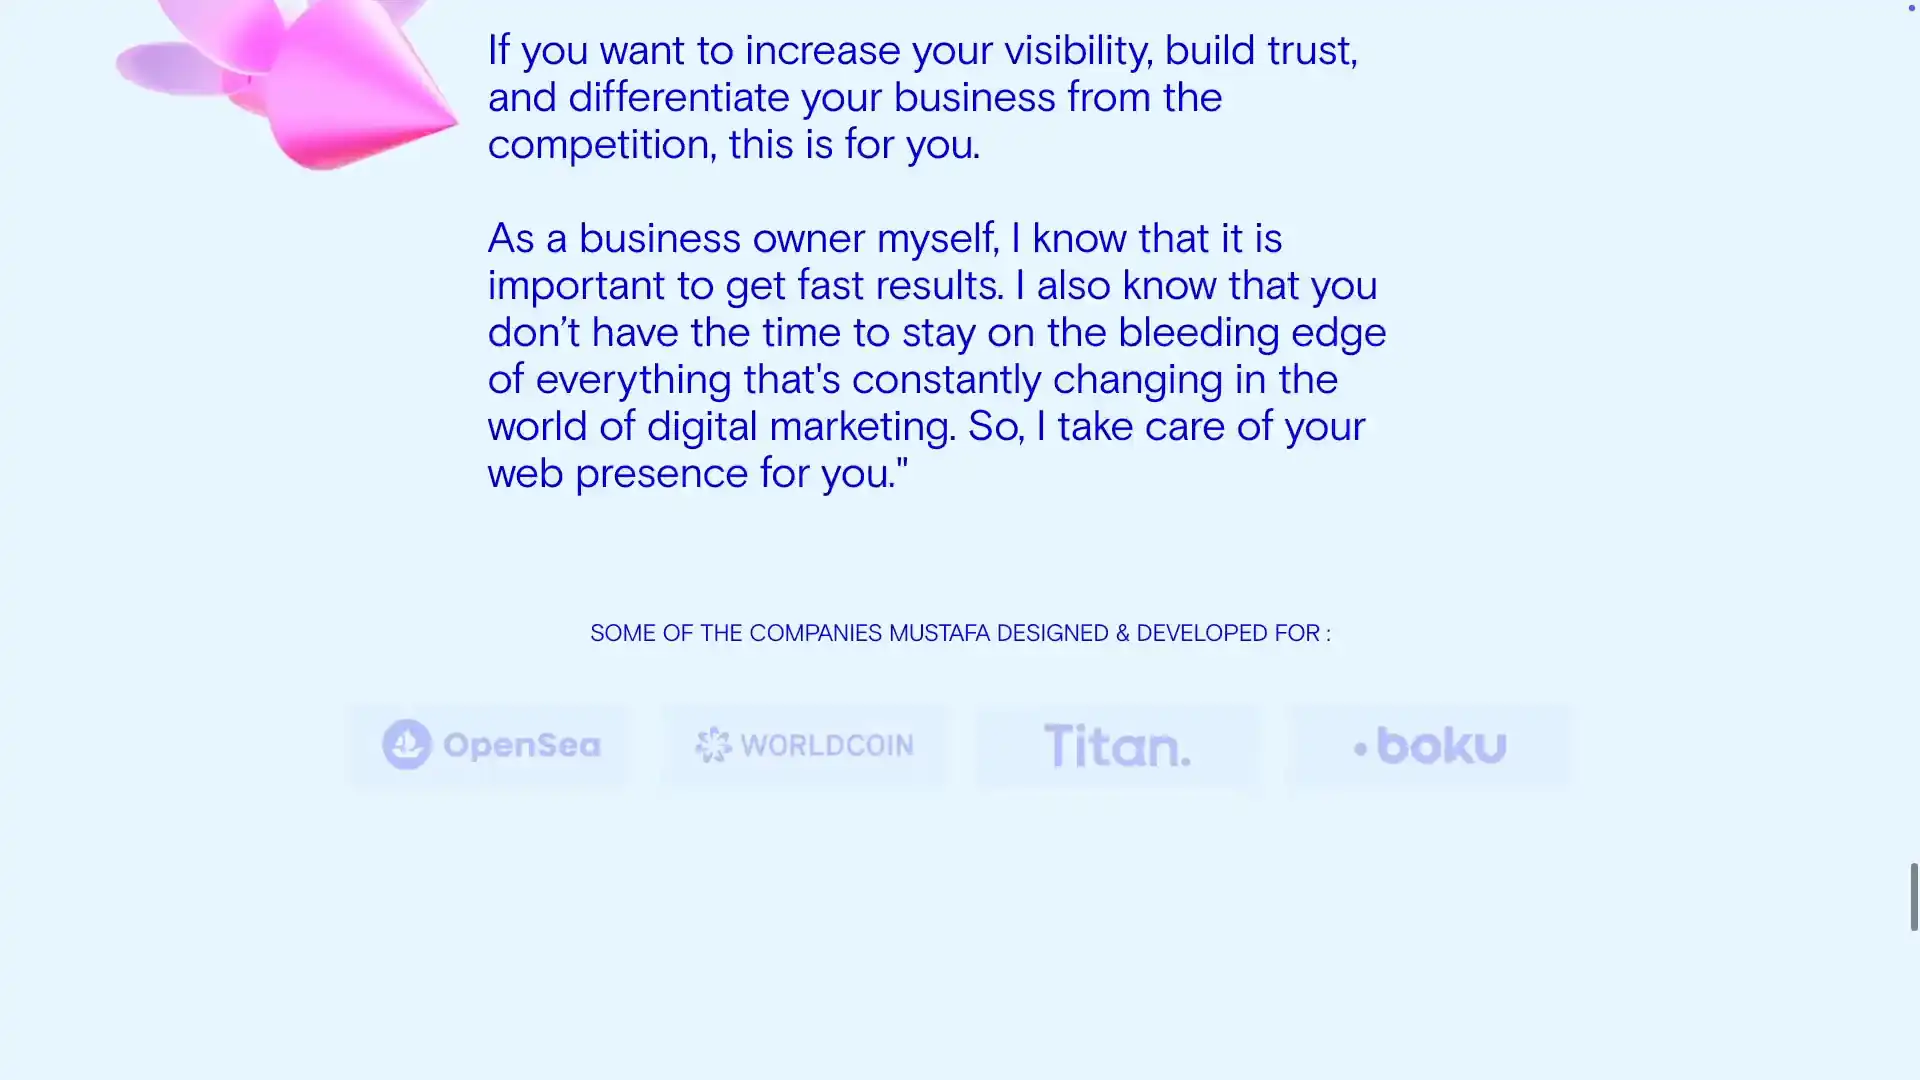 If you want to increase your visibility, build trust,
and differentiate your business from the
competition, this is for you.
As a business owner myself, I know that it is
important to get fast results. I also know that you
don’t have the time to stay on the bleeding edge
of everything that's constantly changing in the
world of digital marketing. So, I take care of your
web presence for you."
SOME OF THE COMPANIES MUSTAFA DESIGNED & DEVELOPED FOR :
OpenSea
WORLDCOIN
Titan.
boku